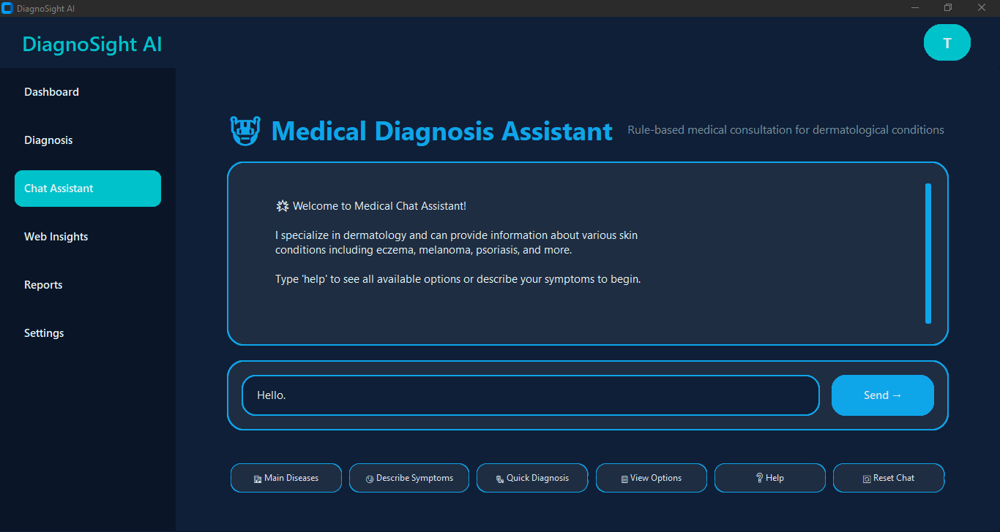 DiagnoSight AI
DiagnoSight AI
T
Dashboard
Diagnosis
Chat Assistant
Web Insights
Reports
Settings
Medical Diagnosis Assistant
Rule-based medical consultation for dermatological conditions
Welcome to Medical Chat Assistant!
I specialize in dermatology and can provide information about various skin
conditions including eczema, melanoma, psoriasis, and more.
Type 'help' to see all available options or describe your symptoms to begin.
Hello.
Send →
Main Diseases
Describe Symptoms
Quick Diagnosis
View Options
❔ Help
Reset Chat